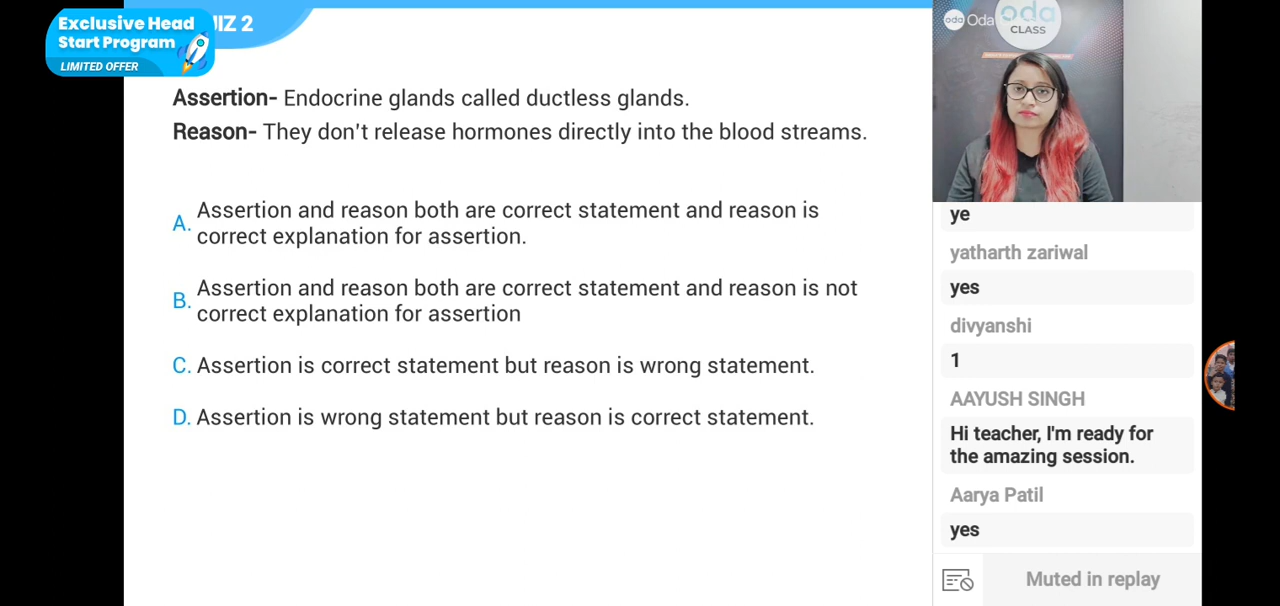 Exclusive Head
Start Program
LIMITED OFFER
IZ 2
Assertion- Endocrine glands called ductless glands.
Reason- They don't release hormones directly into the blood streams.
A. Assertion and reason both are correct statement and reason is
correct explanation for assertion.
B. Assertion and reason both are correct statement and reason is not
correct explanation for assertion
C. Assertion is correct statement but reason is wrong statement.
D. Assertion is wrong statement but reason is correct statement.
oda Oda
oda
CLASS
ye
yatharth zariwal
yes
divyanshi
1
AAYUSH SINGH
Hi teacher, I'm ready for
the amazing session.
Aarya Patil
yes
Muted in replay